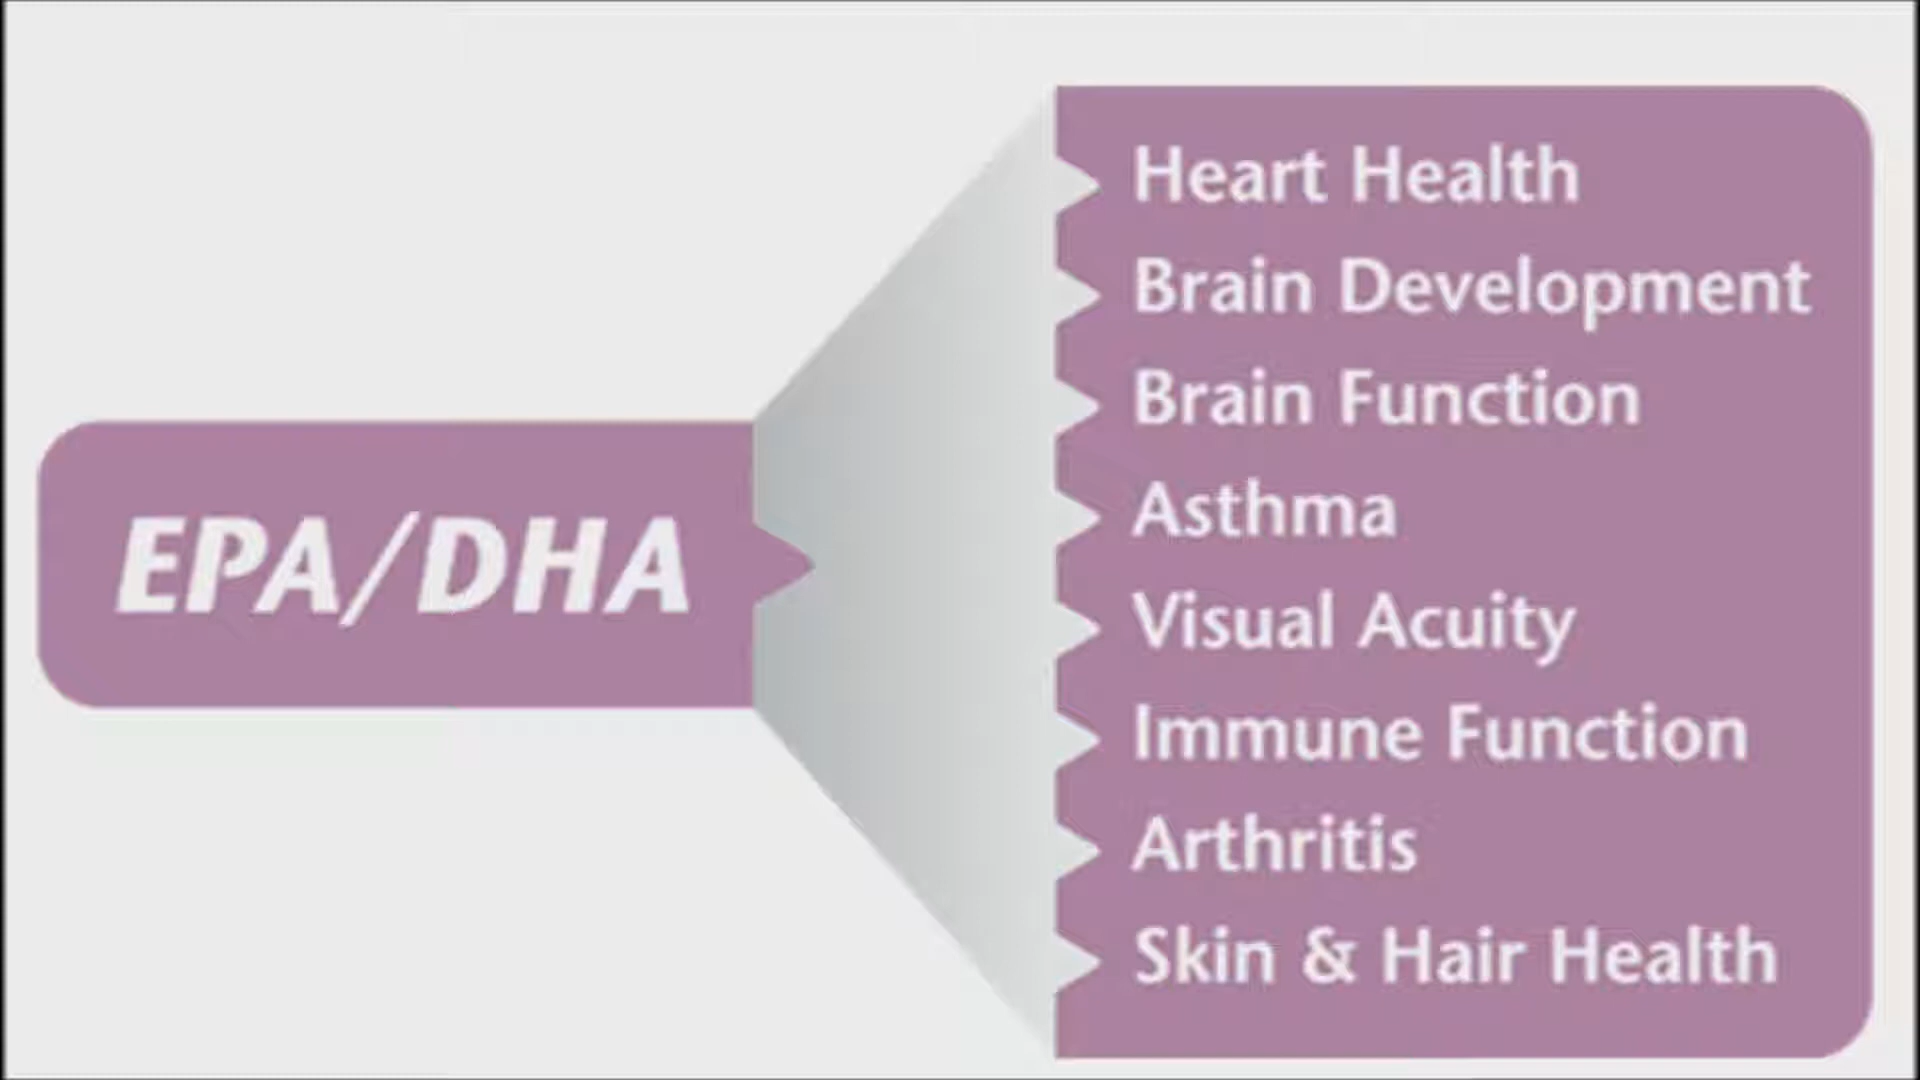 EPA/DHA
Heart Health
Brain Development
Brain Function
Asthma
Visual Acuity
Immune Function
Arthritis
Skin & Hair Health